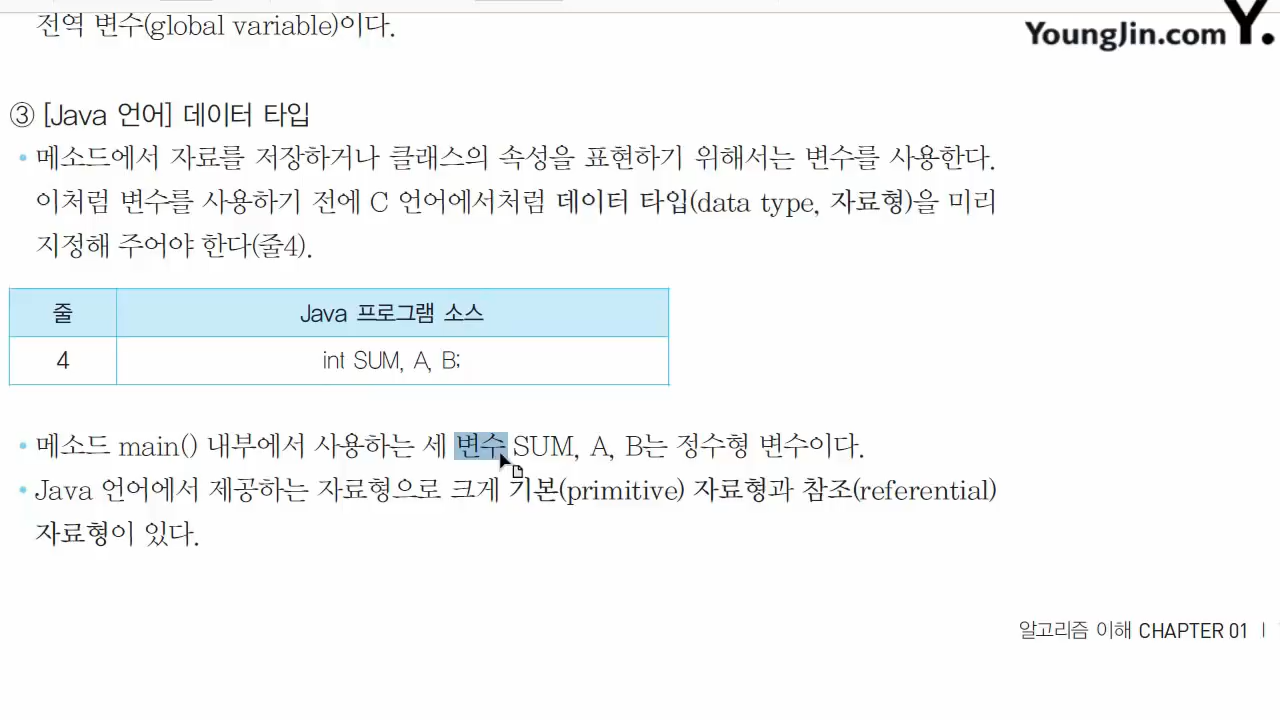 전역 변수(global variable)이다.
YoungJin.com Y.
③ [Java 언어] 데이터 타입
• 메소드에서 자료를 저장하거나 클래스의 속성을 표현하기 위해서는 변수를 사용한다.
이처럼 변수를 사용하기 전에 C 언어에서처럼 데이터 타입(data type, 자료형)을 미리
지정해 주어야 한다(줄4).
줄 Java 프로그램 소스
4 int SUM, A, B;
• 메소드 main() 내부에서 사용하는 세 변수 SUM, A, B는 정수형 변수이다.
• Java 언어에서 제공하는 자료형으로 크게 기본(primitive) 자료형과 참조(referential)
자료형이 있다.
알고리즘 이해 CHAPTER 01 |